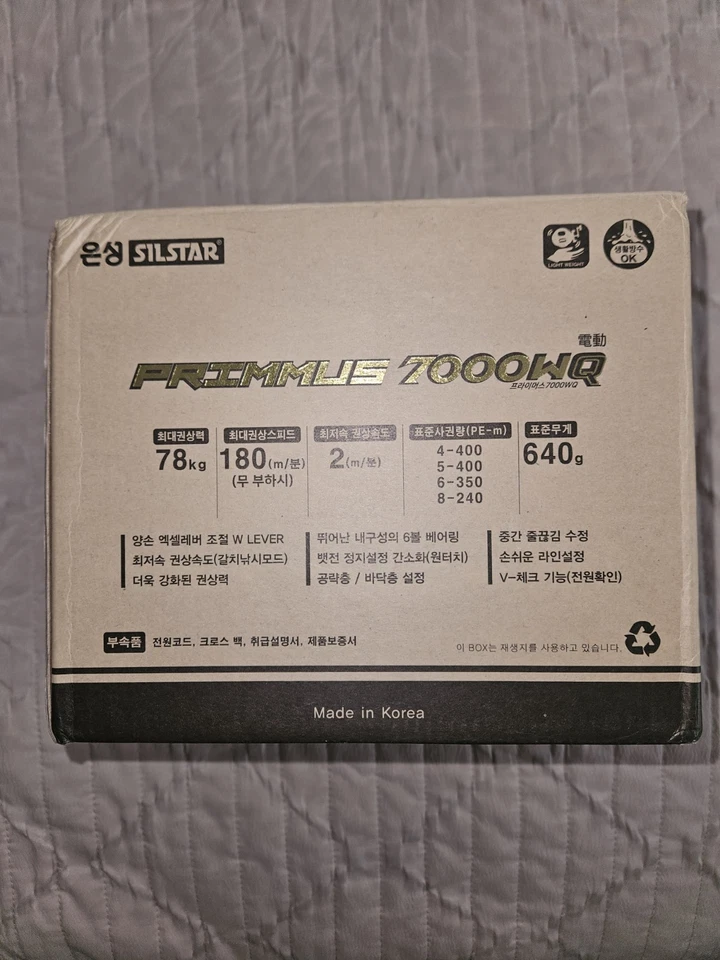 은성 SILSTAR®
LIGHT WEIGHT
생활방수
OK
電動
PRIMMUS 7000WQ
프라이머스7000WQ
최대권상력
78kg
최대권상스피드
180(m/분)
(무 부하시)
최저속 권상속도
2(m/분)
표준사권량(PE-m)
4-400
5-400
6-350
8-240
표준무게
640g
양손 엑셀레버 조절 W LEVER
최저속 권상속도(갈치낚시모드)
더욱 강화된 권상력
뛰어난 내구성의 6볼 베어링
뱃전 정지설정 간소화(원터치)
공략층 / 바닥층 설정
중간 줄끊김 수정
손쉬운 라인설정
V-체크 기능(전원확인)
부속품 전원코드, 크로스 백, 취급설명서, 제품보증서
이 BOX는 재생지를 사용하고 있습니다.
Made in Korea